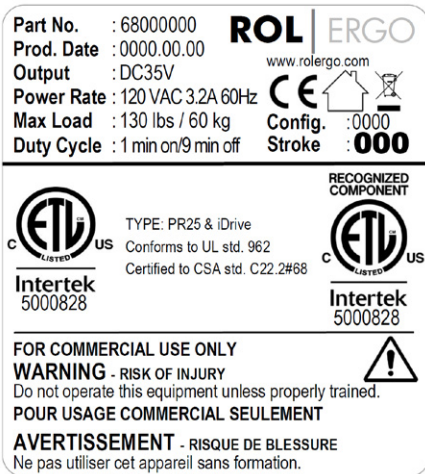 Part No. : 68000000
Prod. Date : 0000.00.00
Output : DC35V
Power Rate : 120 VAC 3.2A 60Hz
Max Load : 130 lbs / 60 kg
Duty Cycle : 1 min on/9 min off
ROL ERGO
www.rolergo.com
CE
Config. :0000
Stroke :000
C ETL CM US
LISTED
Intertek
5000828
TYPE: PR25 & iDrive
Conforms to UL std. 962
Certified to CSA std. C22.2#68
RECOGNIZED
COMPONENT
C ETL CM US
LISTED
Intertek
5000828
FOR COMMERCIAL USE ONLY
WARNING - RISK OF INJURY
Do not operate this equipment unless properly trained.
POUR USAGE COMMERCIAL SEULEMENT
AVERTISSEMENT - RISQUE DE BLESSURE
Ne pas utiliser cet appareil sans formation.